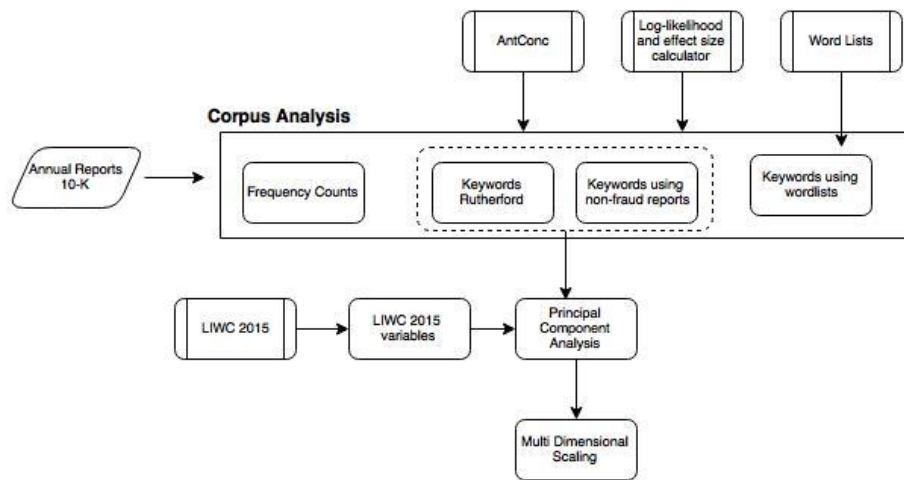 AntConc
Log-likelihood
and effect size
calculator
Word Lists
Corpus Analysis
Annual Reports
10-K
Frequency Counts
Keywords
Rutherford
Keywords using
non-fraud reports
Keywords using
wordlists
LIWC 2015
LIWC 2015
variables
Principal
Component
Analysis
Multi Dimensional
Scaling